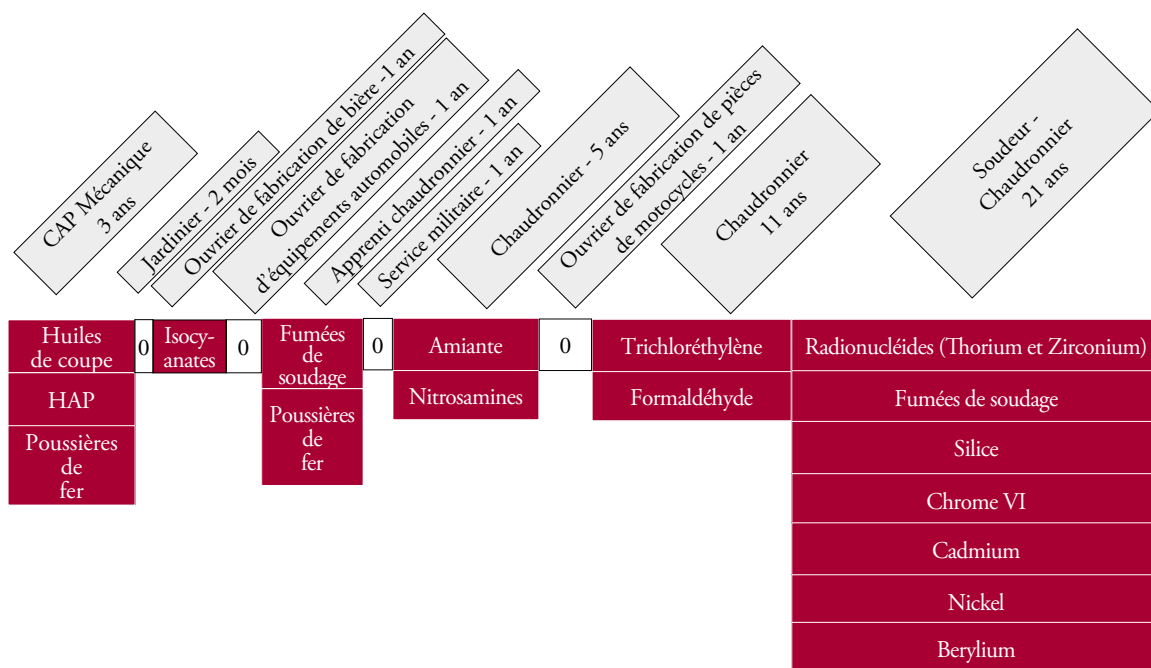 CAP Mécanique
3 ans
Jardinier - 2 mois
Ouvrier de fabrication de bière -1 an
Ouvrier de fabrication
d'équipements automobiles - 1 an
Apprenti chaudronnier - 1 an
Service militaire - 1 an
Chaudronnier - 5 ans
Ouvrier de fabrication de pièces
de motocycles - 1 an
Chaudronnier
11 ans
Soudeur -
Chaudronnier
21 ans
Huiles
de coupe
HAP
Poussières
de
fer
0
Isocy-
anates
0
Fumées
de
soudage
Poussières
de
fer
0
Amiante
Nitrosamines
0
Trichloréthylène
Formaldéhyde
Radionucléides (Thorium et Zirconium)
Fumées de soudage
Silice
Chrome VI
Cadmium
Nickel
Berylium